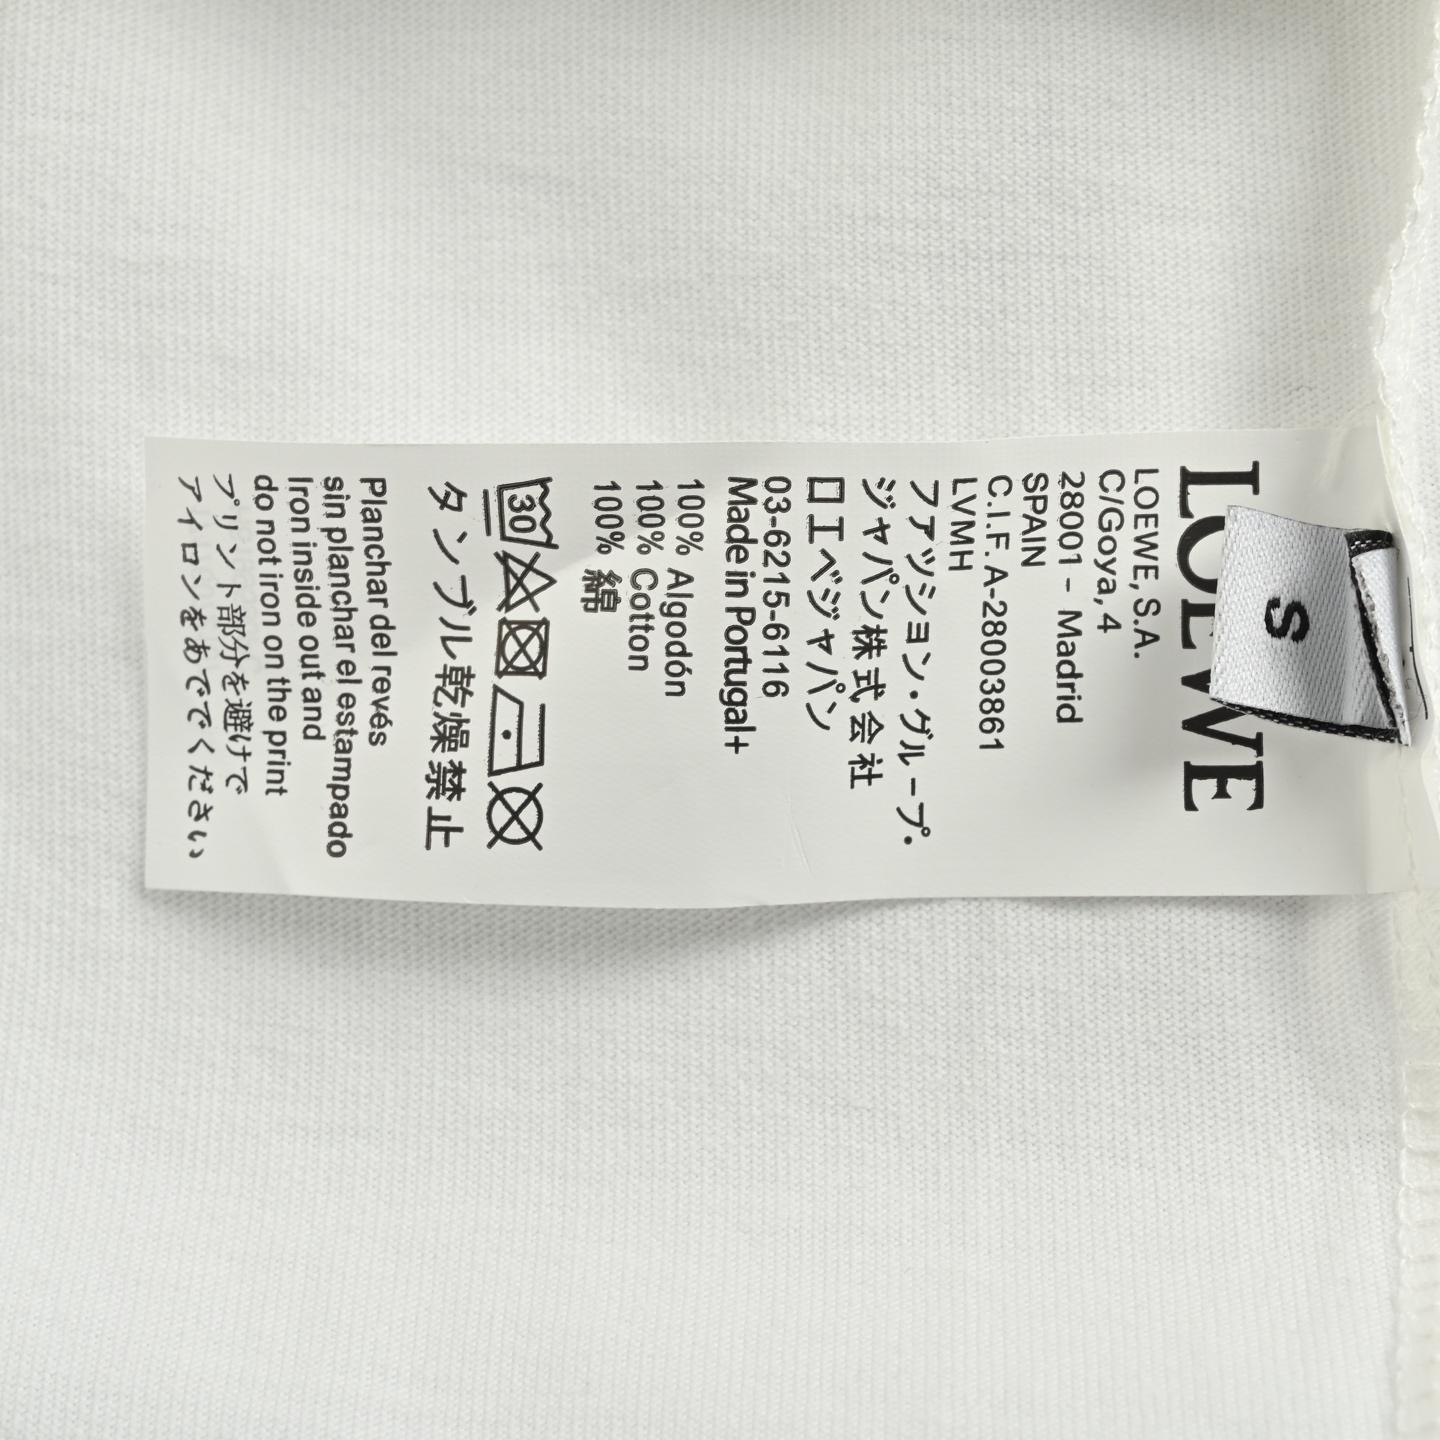 LOEWE
S
LOEWE, S.A.
C/Goya, 4
28001 - Madrid
SPAIN
C.I.F. A-28003861
LVMH
ファッション・グループ・
ジャパン株式会社
ロエベジャパン
03-6215-6116
Made in Portugal+
100% Algodón
100% Cotton
100% 綿
30
タンブル乾燥禁止
Planchar del revés
sin planchar el estampado
Iron inside out and
do not iron on the print
プリント部分を避けて
アイロンをあててください